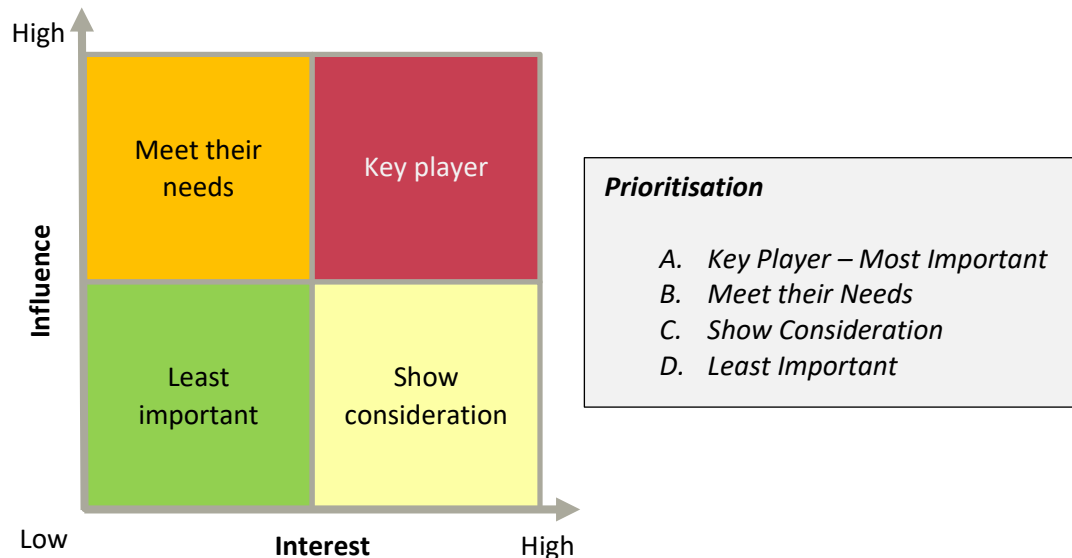 High
Meet their
needs
Key player
Influence
Least
important
Show
consideration
Low
Interest
High
Prioritisation
A. Key Player – Most Important
B. Meet their Needs
C. Show Consideration
D. Least Important